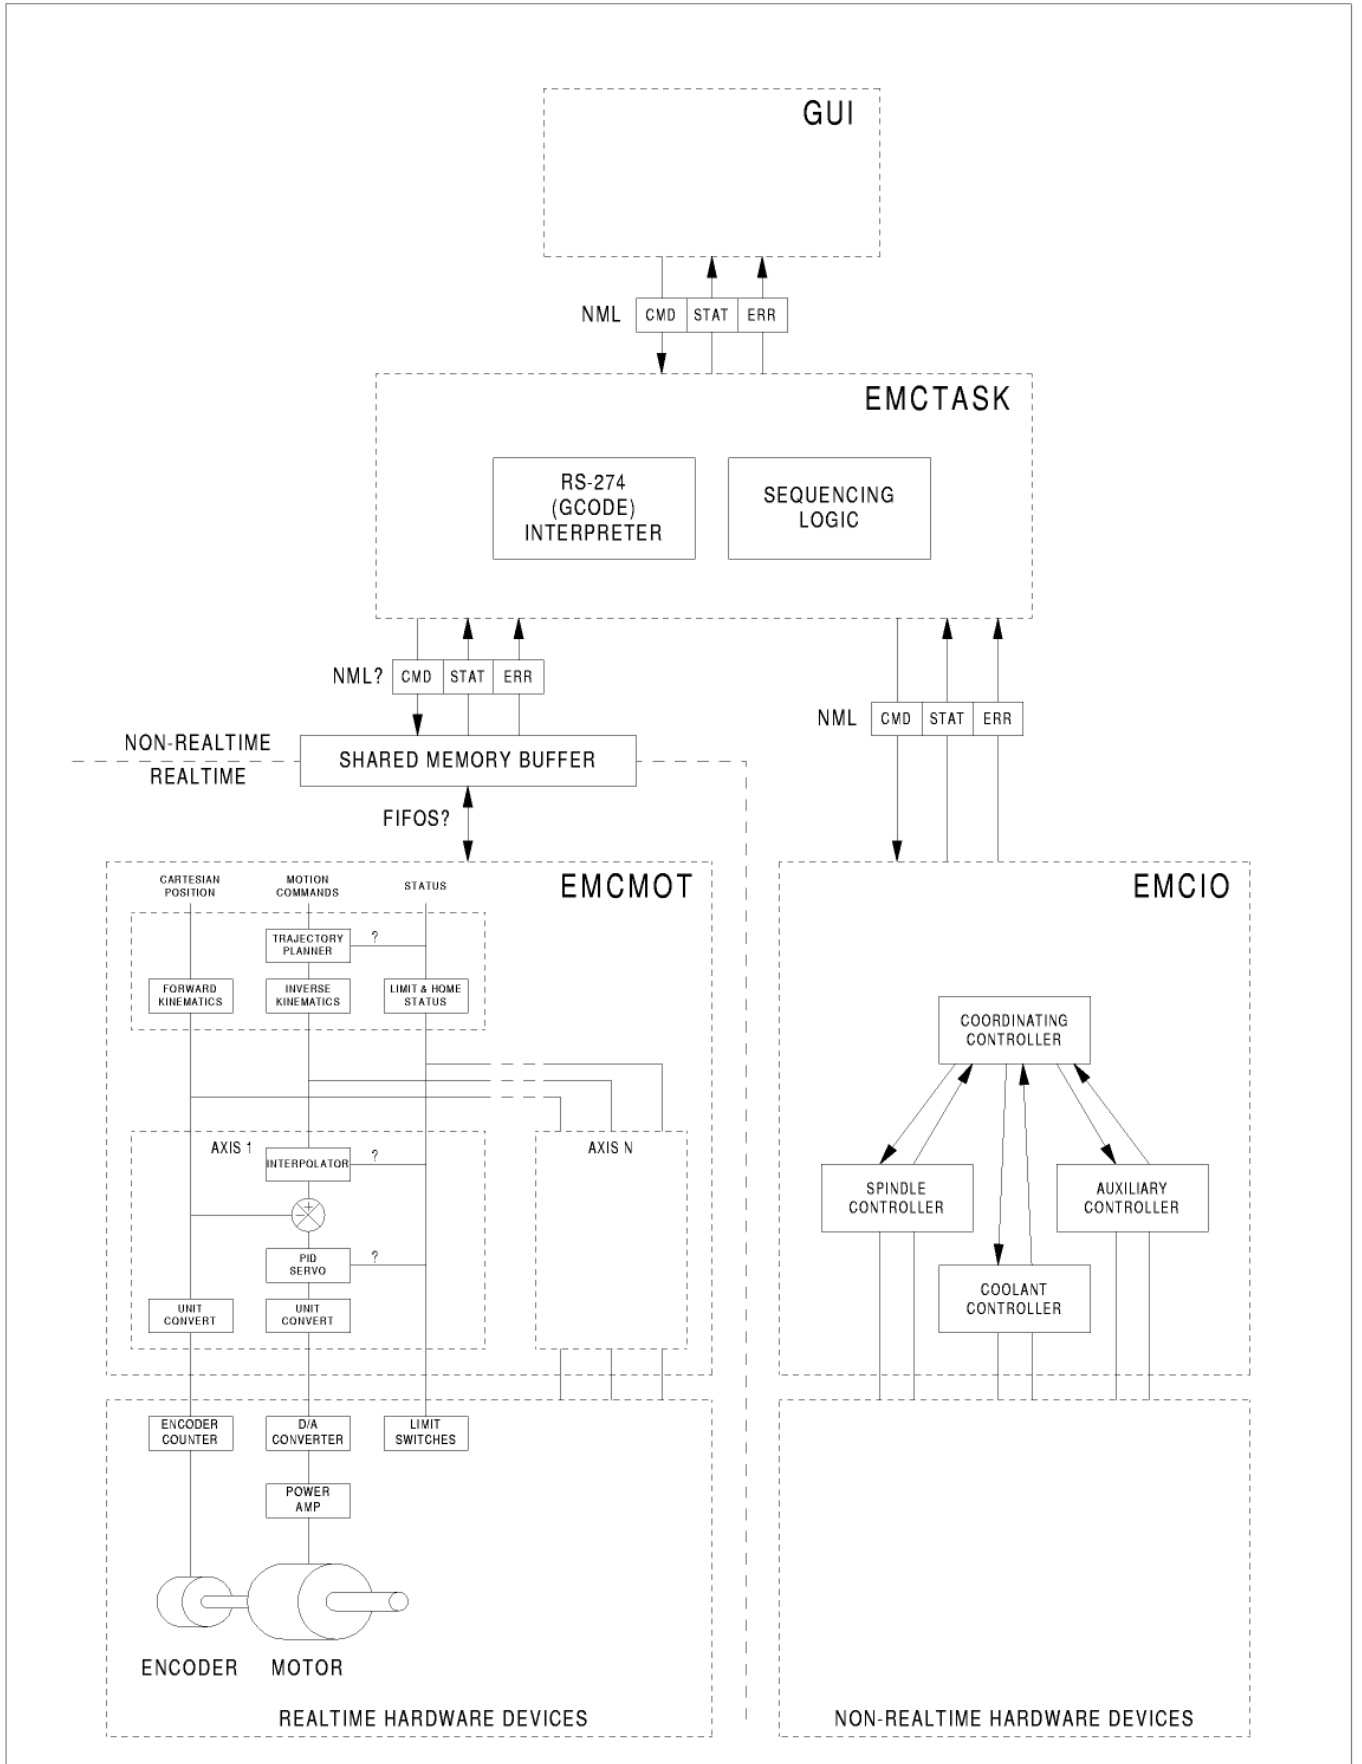 GUI
NML CMD STAT ERR
EMCTASK
RS-274
(GCODE)
INTERPRETER
SEQUENCING
LOGIC
NML? CMD STAT ERR
NML CMD STAT ERR
NON-REALTIME
REALTIME
SHARED MEMORY BUFFER
FIFOS?
EMCMOT
CARTESIAN
POSITION
MOTION
COMMANDS
STATUS
TRAJECTORY
PLANNER
?
FORWARD
KINEMATICS
INVERSE
KINEMATICS
LIMIT & HOME
STATUS
AXIS 1
INTERPOLATOR
?
+
−
PID
SERVO
?
UNIT
CONVERT
UNIT
CONVERT
AXIS N
EMCIO
COORDINATING
CONTROLLER
SPINDLE
CONTROLLER
AUXILIARY
CONTROLLER
COOLANT
CONTROLLER
ENCODER
COUNTER
D/A
CONVERTER
LIMIT
SWITCHES
POWER
AMP
ENCODER
MOTOR
REALTIME HARDWARE DEVICES
NON-REALTIME HARDWARE DEVICES